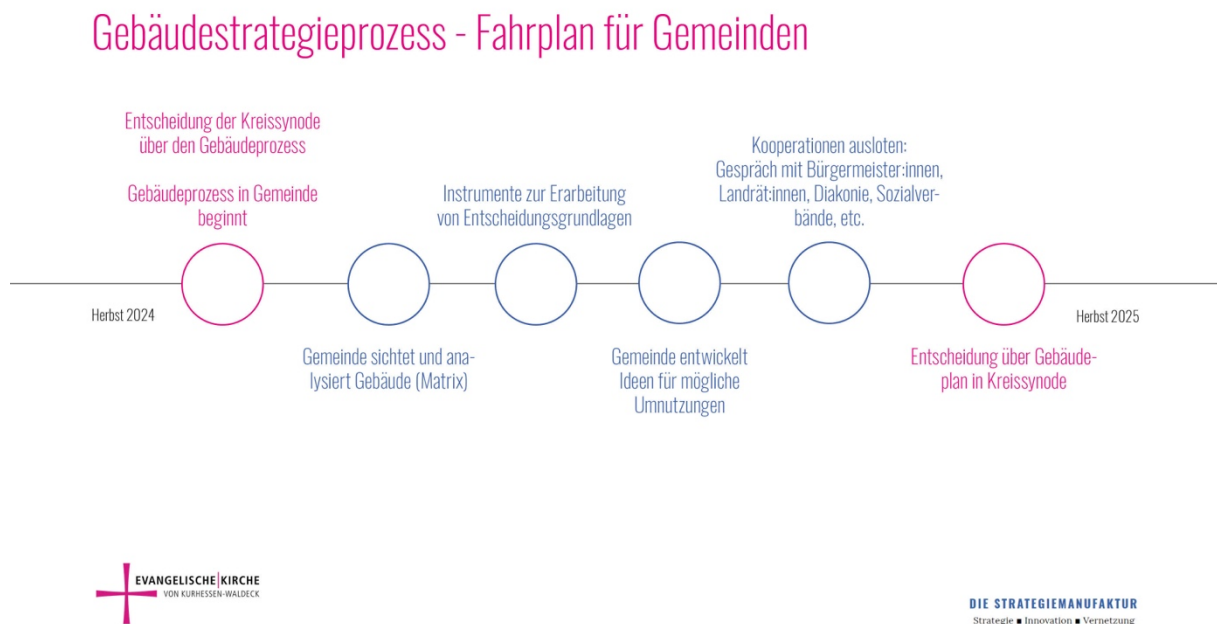 Gebäudestrategieprozess - Fahrplan für Gemeinden
Entscheidung der Kreissynode
über den Gebäudeprozess
Gebäudeprozess in Gemeinde
beginnt
Instrumente zur Erarbeitung
von Entscheidungsgrundlagen
Kooperationen ausloten:
Gespräch mit Bürgermeister:innen,
Landrät:innen, Diakonie, Sozialver-
bände, etc.
Herbst 2024
Herbst 2025
Gemeinde sichtet und ana-
lysiert Gebäude (Matrix)
Gemeinde entwickelt
Ideen für mögliche
Umnutzungen
Entscheidung über Gebäude-
plan in Kreissynode
EVANGELISCHE KIRCHE
VON KURHESSEN-WALDECK
DIE STRATEGIEMANUFAKTUR
Strategie ■ Innovation ■ Vernetzung